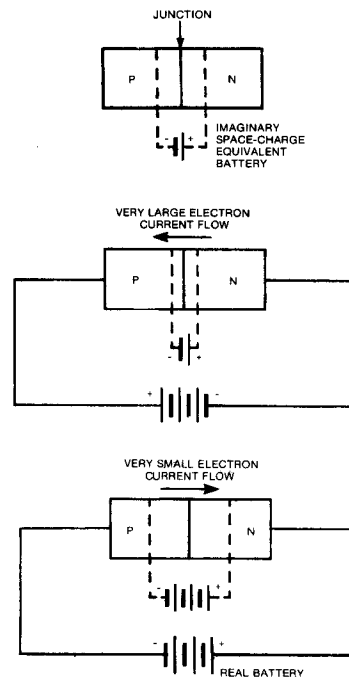 JUNCTION
P
N
- +
IMAGINARY
SPACE-CHARGE
EQUIVALENT
BATTERY
VERY LARGE ELECTRON
CURRENT FLOW
P
N
- +
+ -
VERY SMALL ELECTRON
CURRENT FLOW
P
N
- +
- +
REAL BATTERY